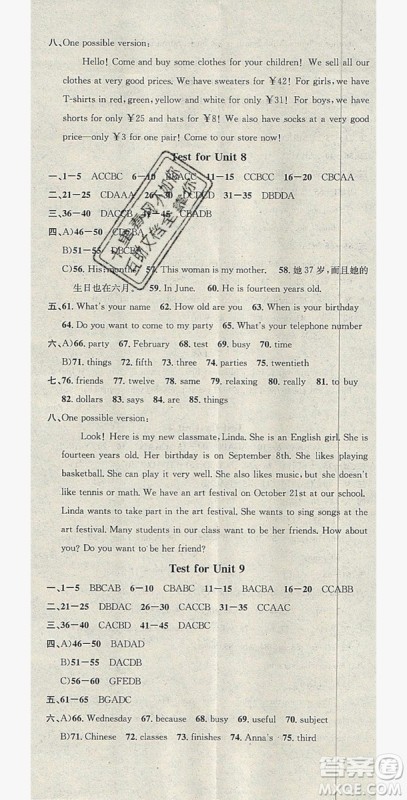 八、One possible version:
Hello! Come and buy some clothes for your children! We sell all our
clothes at very good prices. We have sweaters for ￥42! For girls, we have
T-shirts in red, green, yellow and white for only ￥31! For boys, we have
shorts for ￥25 and hats for ￥8! We also have socks at a very good
price—only ￥3 for one pair! Come to our store now!
Test for Unit 8
一、1—5 ACCBC 6—10 BBACC 11—15 BACBC 16—20 CBCAA
二、21—25 CDAAA 26—30 31—35 DBDDA
三、36—40 DACCD 41—45 CBADB
四、A)46—50 CDABD
B)51—55 DBACE
C)56. His 57. This woman is my mother. 58. 她 37 岁,而且她的
生日也在六月。 59. In June. 60. He is fourteen years old.
五、61. What's your name 62. How old are you 63. When is your birthday
64. Do you want to come to my party 65. What's your telephone number
六、A)66. party 67. February 68. test 69. busy 70. time
B)71. things 72. fifth 73. three 74. parties 75. twentieth
七、76. friends 77. twelve 78. same 79. relaxing 80. really 81. buy
82. dollars 83. says 84. are 85. things
八、One possible version:
Look! Here is my new classmate, Linda. She is an English girl. She is
fourteen years old. Her birthday is on September 8th. She likes playing
basketball. She can play it very well. She also likes music, but she doesn't
like tennis or math. We have an art festival on October 21st at our school.
Linda wants to take part in the art festival. She wants to sing songs at the
art festival. Many students in our class want to be her friends. How about
you? Do you want to be her friend?
Test for Unit 9
一、1—5 BBCAB 6—10 CBABC 11—15 BACBA 16—20 CCABB
二、21—25 DBDAC 26—30 CACCB 31—35 CCAAC
三、36—40 ACDAB 41—45 DACBC
四、A)46—50 BADAD
B)51—55 DACDB
C)56—60 GFEDB
五、61—65 BGADC
六、A)66. Wednesday 67. because 68. busy 69. useful 70. subject
B)71. Chinese 72. classes 73. finishes 74. Anna's 75. third
答案圈
MXQE.COM